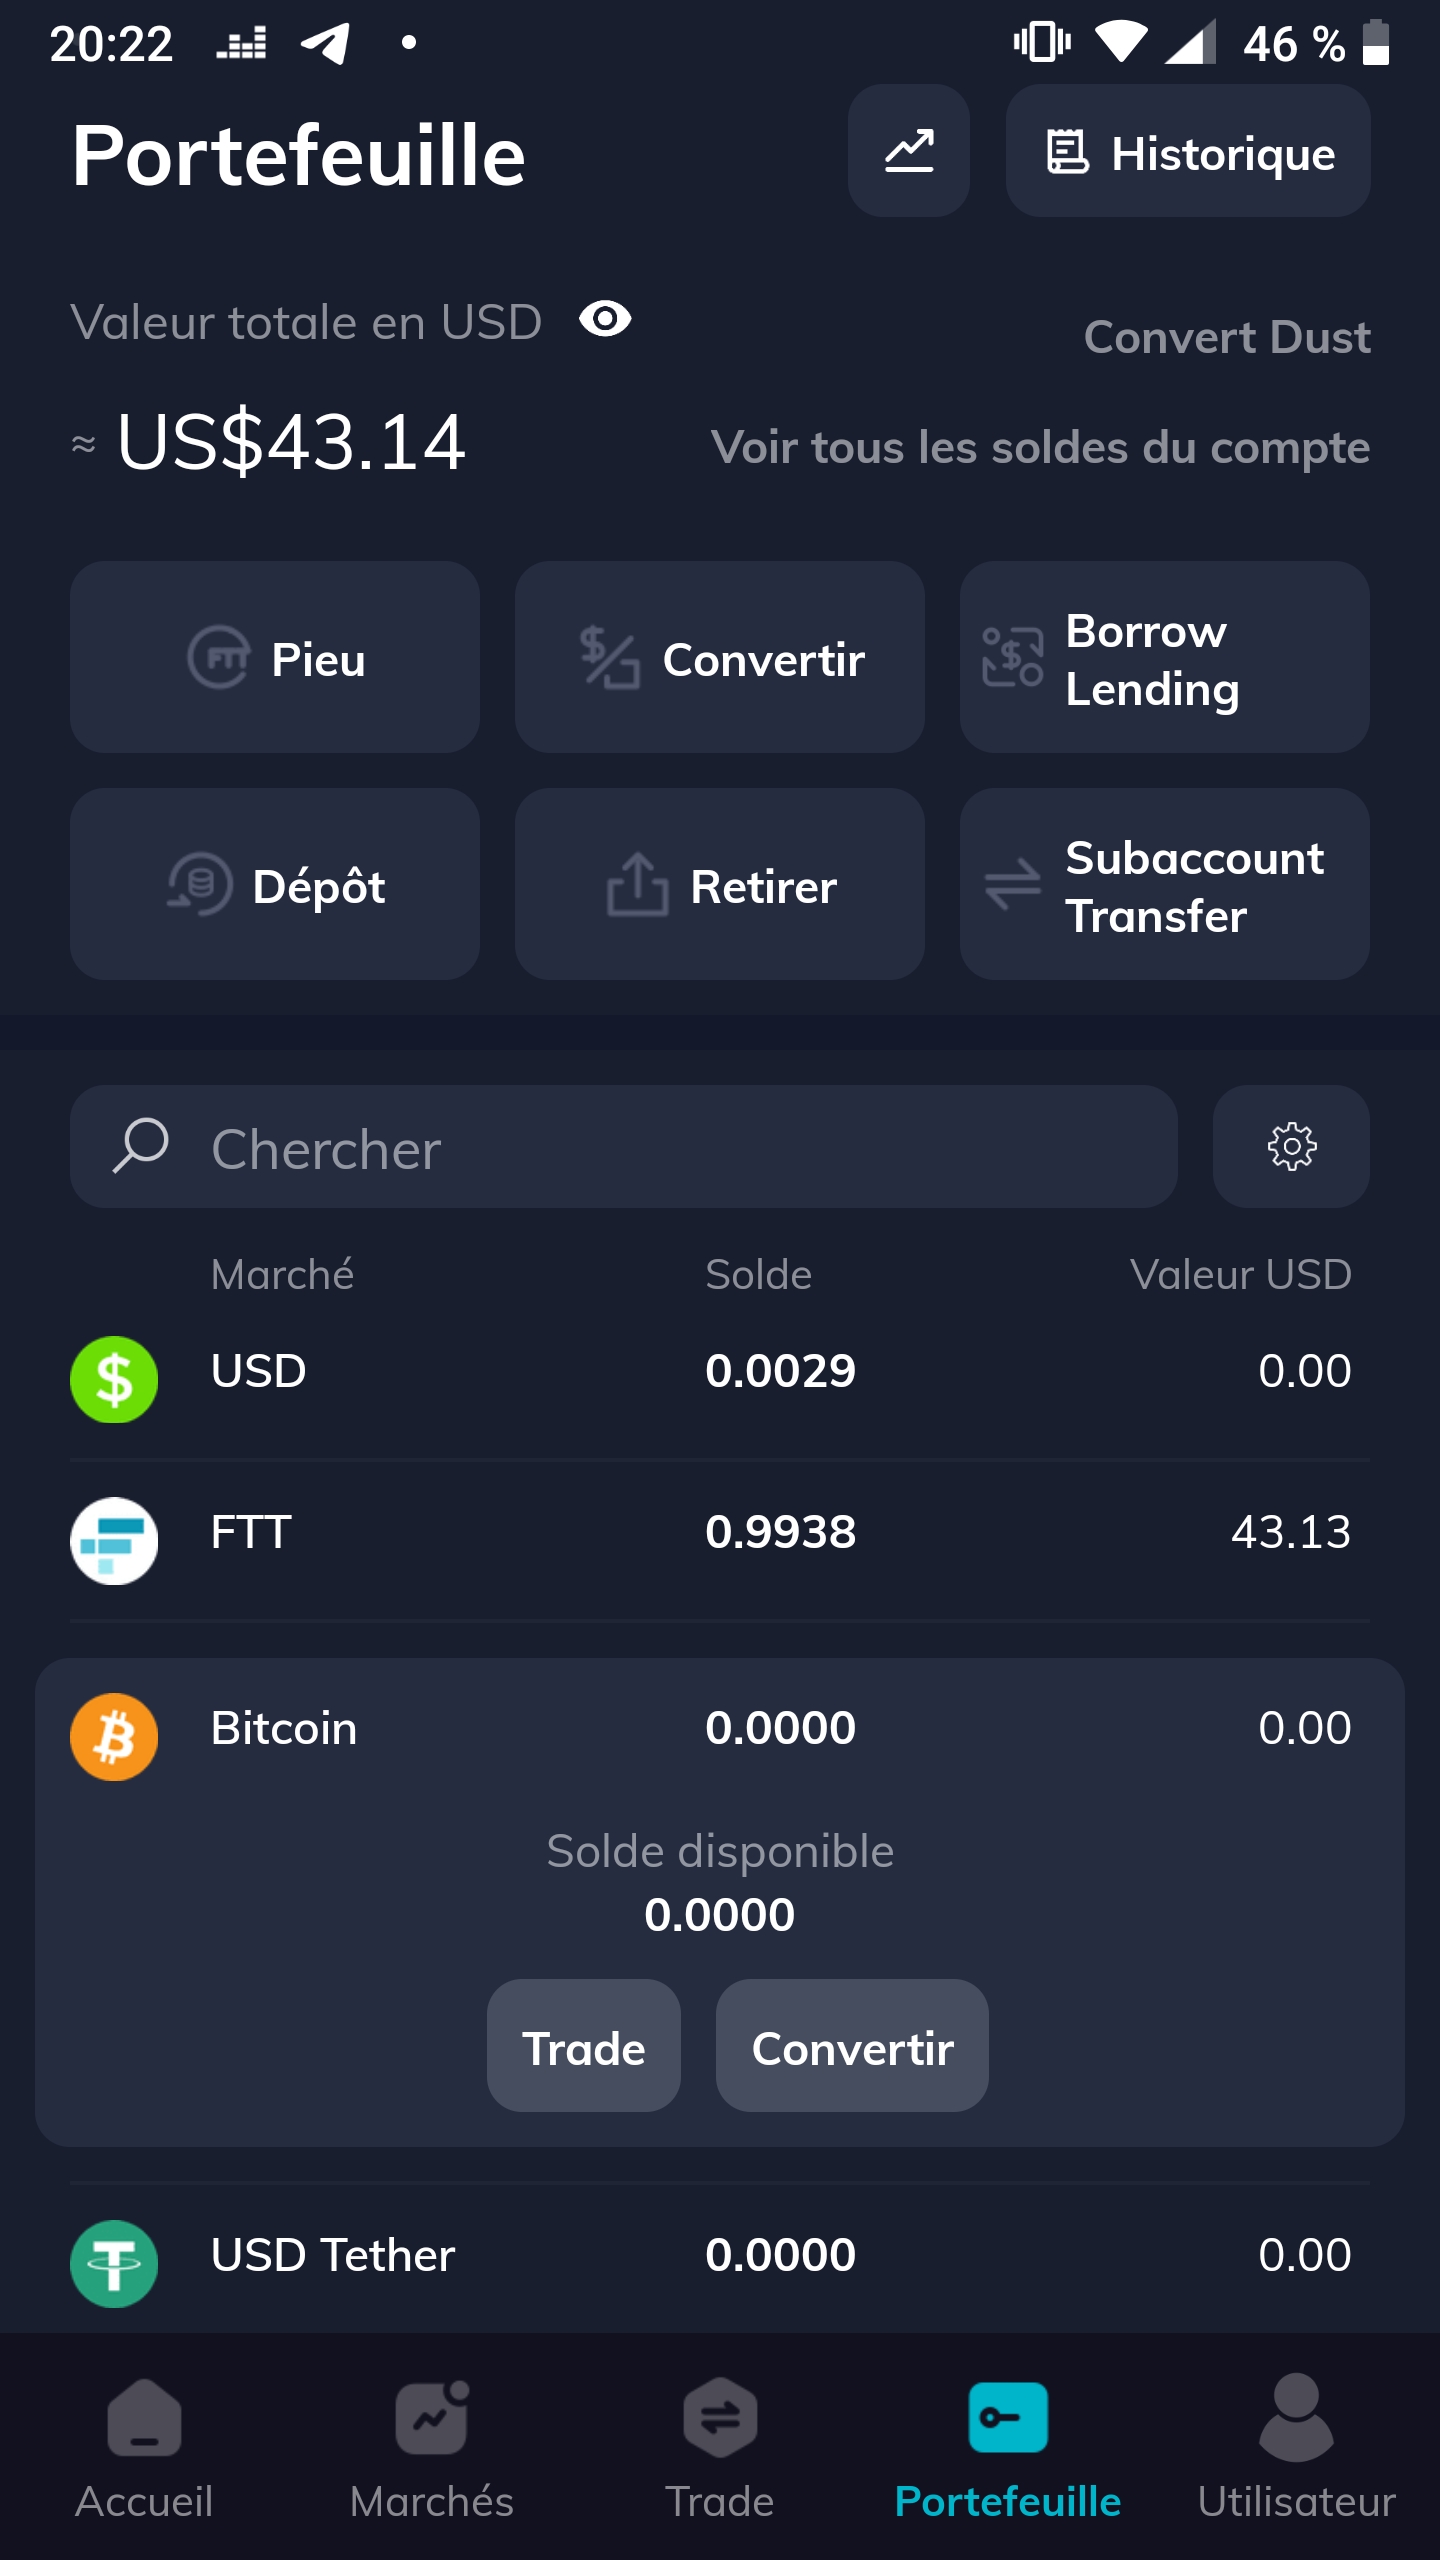 20:22 46 %
Portefeuille
Historique
Valeur totale en USD
Convert Dust
≈ US$43.14
Voir tous les soldes du compte
Pieu
Convertir
Borrow
Lending
Dépôt
Retirer
Subaccount
Transfer
Chercher
Marché Solde Valeur USD
USD 0.0029 0.00
FTT 0.9938 43.13
Bitcoin 0.0000 0.00
Solde disponible
0.0000
Trade Convertir
USD Tether 0.0000 0.00
Accueil Marchés Trade Portefeuille Utilisateur